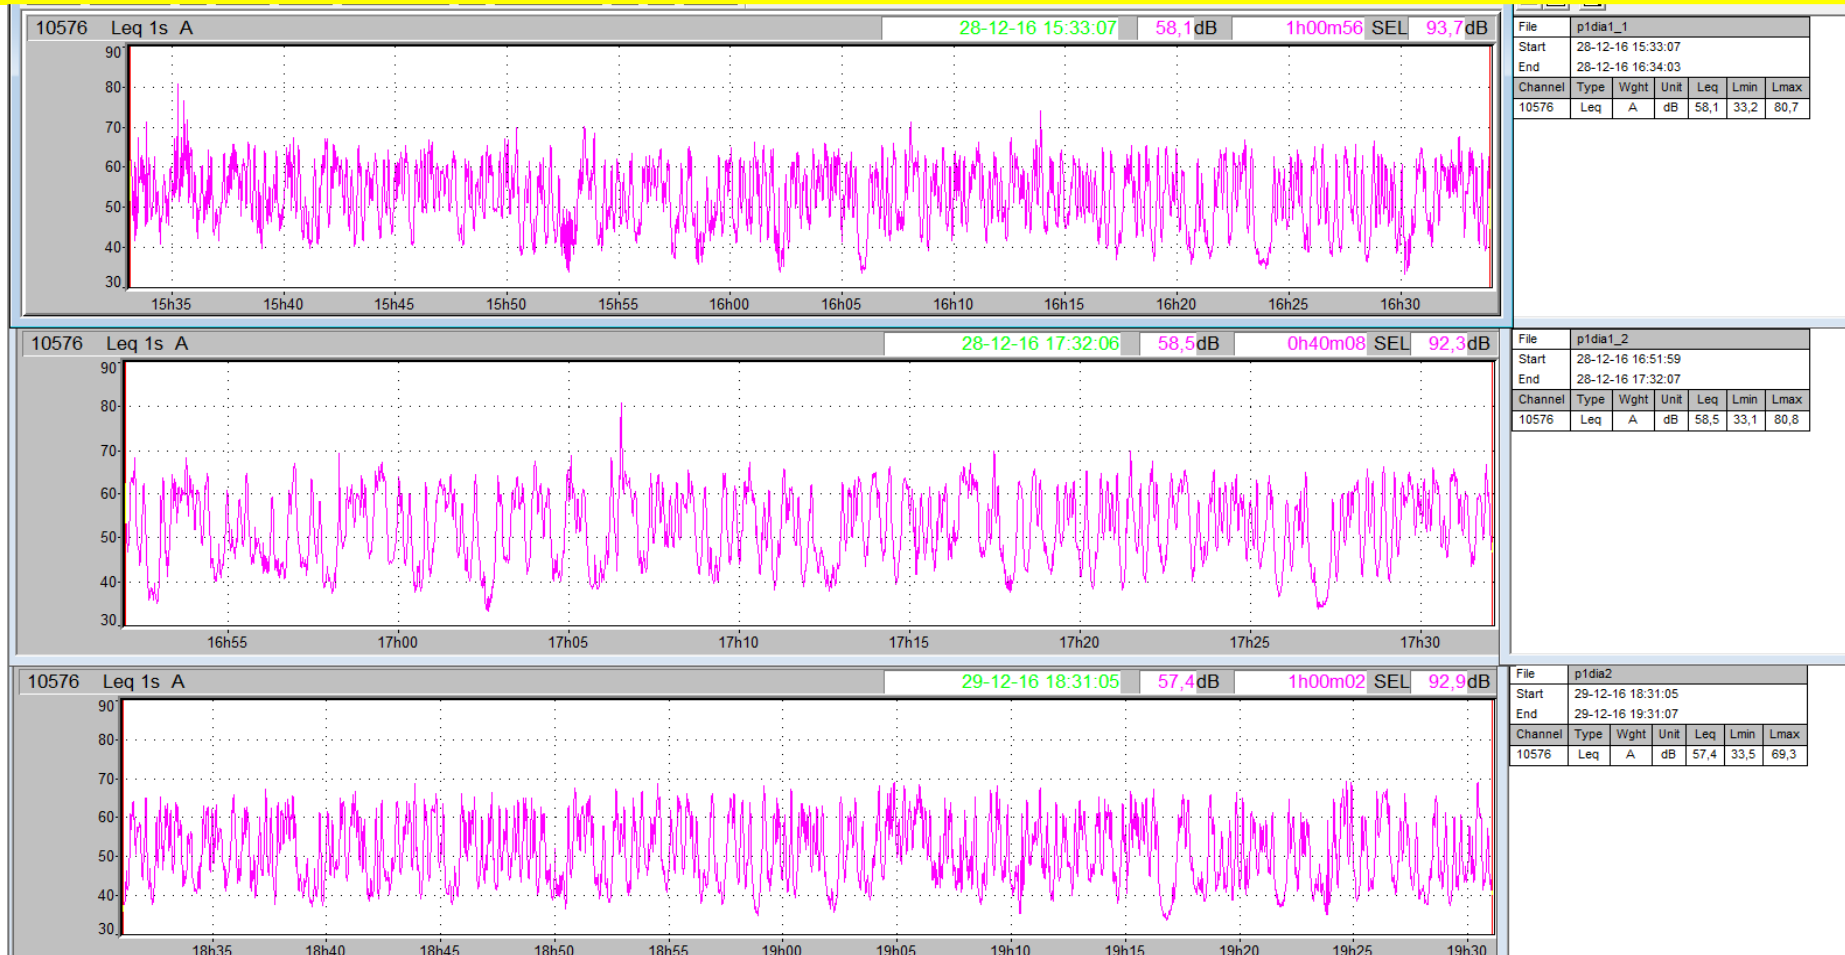 10576 Leq 1s A 28-12-16 15:33:07 58,1dB 1h00m56 SEL 93,7dB
90
80
70
60
50
40
30
15h35 15h40 15h45 15h50 15h55 16h00 16h05 16h10 16h15 16h20 16h25 16h30
File p1dia1_1
Start 28-12-16 15:33:07
End 28-12-16 16:34:03
Channel Type Wght Unit Leq Lmin Lmax
10576 Leq A dB 58,1 33,2 80,7
10576 Leq 1s A 28-12-16 17:32:06 58,5dB 0h40m08 SEL 92,3dB
90
80
70
60
50
40
30
16h55 17h00 17h05 17h10 17h15 17h20 17h25 17h30
File p1dia1_2
Start 28-12-16 16:51:59
End 28-12-16 17:32:07
Channel Type Wght Unit Leq Lmin Lmax
10576 Leq A dB 58,5 33,1 80,8
10576 Leq 1s A 29-12-16 18:31:05 57,4dB 1h00m02 SEL 92,9dB
90
80
70
60
50
40
30
18h35 18h40 18h45 18h50 18h55 19h00 19h05 19h10 19h15 19h20 19h25 19h30
File p1dia2
Start 29-12-16 18:31:05
End 29-12-16 19:31:07
Channel Type Wght Unit Leq Lmin Lmax
10576 Leq A dB 57,4 33,5 69,3